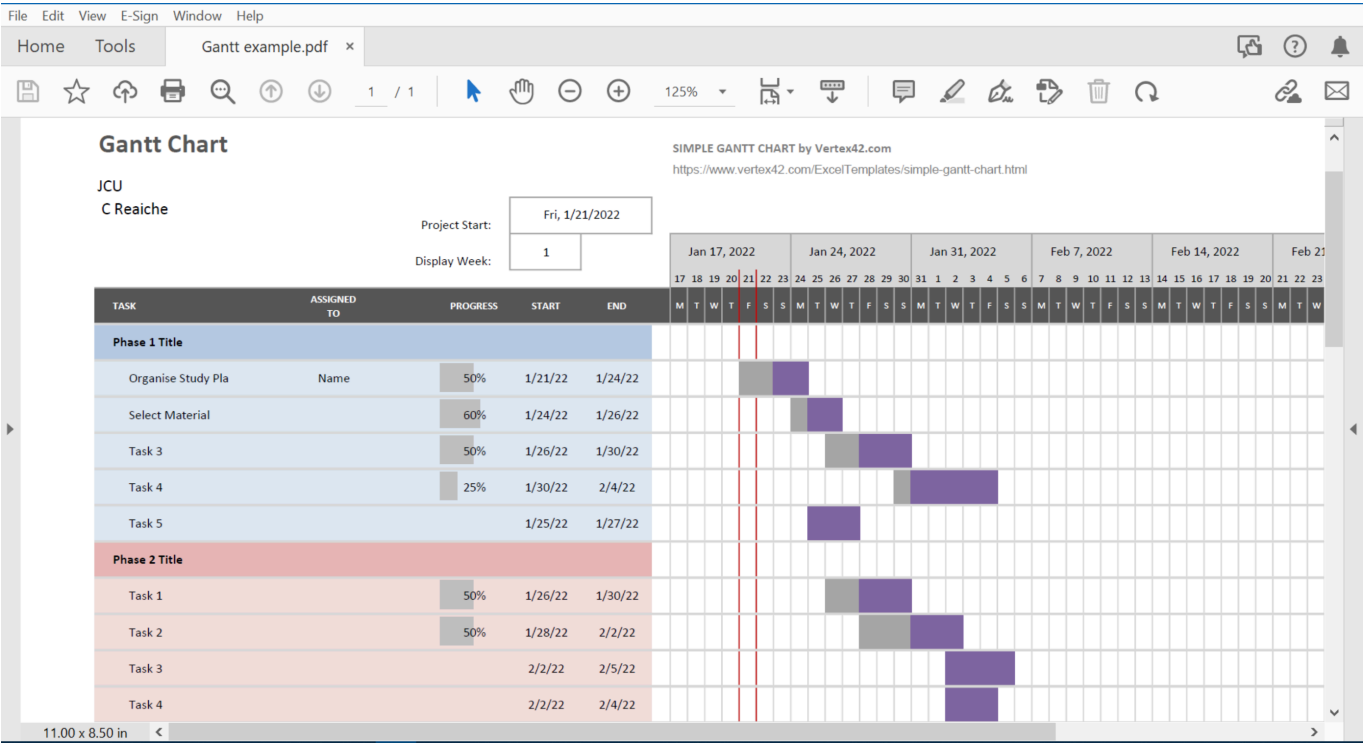 File Edit View E-Sign Window Help
Home Tools Gantt example.pdf ×
1 / 1 125%
Gantt Chart
SIMPLE GANTT CHART by Vertex42.com
https://www.vertex42.com/ExcelTemplates/simple-gantt-chart.html
JCU
C Reaiche
Project Start: Fri, 1/21/2022
Display Week: 1
Jan 17, 2022 Jan 24, 2022 Jan 31, 2022 Feb 7, 2022 Feb 14, 2022 Feb 21
17 18 19 20 21 22 23 24 25 26 27 28 29 30 31 1 2 3 4 5 6 7 8 9 10 11 12 13 14 15 16 17 18 19 20 21 22 23
TASK ASSIGNED TO PROGRESS START END M T W T F S S M T W T F S S M T W T F S S M T W T F S S M T W T F S S M T W
Phase 1 Title
Organise Study Pla Name 50% 1/21/22 1/24/22
Select Material 60% 1/24/22 1/26/22
Task 3 50% 1/26/22 1/30/22
Task 4 25% 1/30/22 2/4/22
Task 5 1/25/22 1/27/22
Phase 2 Title
Task 1 50% 1/26/22 1/30/22
Task 2 50% 1/28/22 2/2/22
Task 3 2/2/22 2/5/22
Task 4 2/2/22 2/4/22
11.00 x 8.50 in